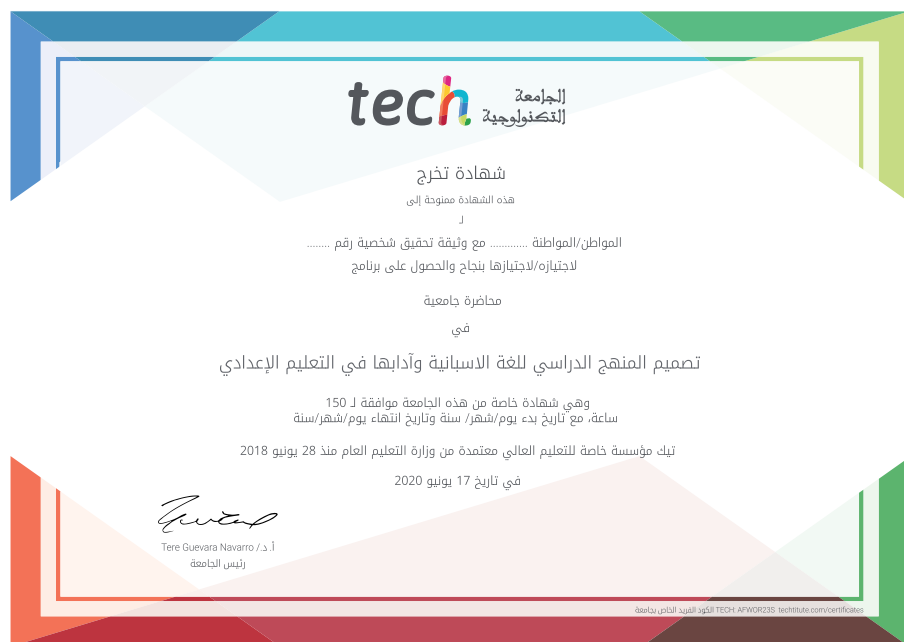 tech الجامعة
التكنولوجية
شهادة تخرج
هذه الشهادة ممنوحة إلى
لـ
المواطن/المواطنة ............. مع وثيقة تحقيق شخصية رقم ........
لاجتيازه/لاجتيازها بنجاح والحصول على برنامج
محاضرة جامعية
في
تصميم المنهج الدراسي للغة الاسبانية وآدابها في التعليم الإعدادي
وهي شهادة خاصة من هذه الجامعة موافقة لـ 150
ساعة، مع تاريخ بدء يوم/شهر/ سنة وتاريخ انتهاء يوم/شهر/سنة
تيك مؤسسة خاصة للتعليم العالي معتمدة من وزارة التعليم العام منذ 28 يونيو 2018
في تاريخ 17 يونيو 2020
أ.د./ Tere Guevara Navarro
رئيس الجامعة
الكود الفريد الخاص بجامعة TECH: AFWOR23S techtitute.com/certificates